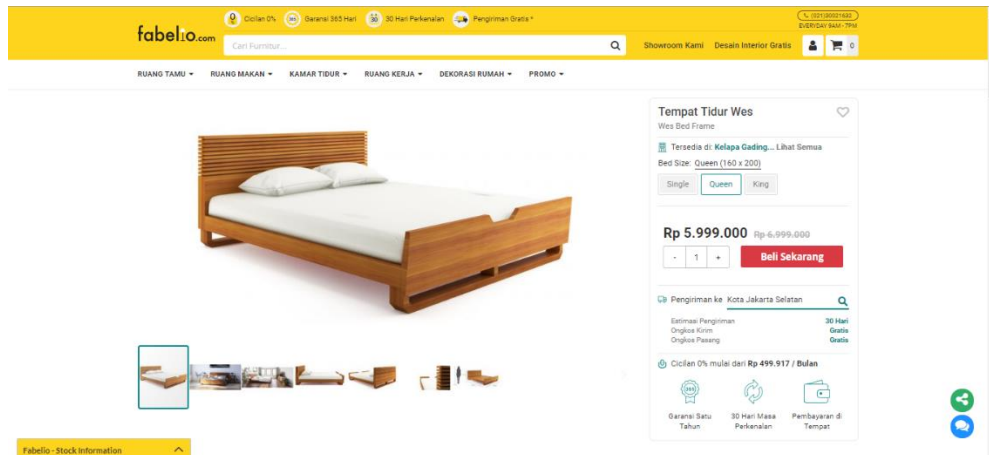 Cicilan 0% 365 Garansi 365 Hari 30 30 Hari Perkenalan Pengiriman Gratis *
(021)30021630
EVERYDAY 9AM - 7PM
fabelio.com
Cari Furnitur...
Showroom Kami Desain Interior Gratis 0
RUANG TAMU RUANG MAKAN KAMAR TIDUR RUANG KERJA DEKORASI RUMAH PROMO
Tempat Tidur Wes
Wes Bed Frame
Tersedia di: Kelapa Gading... Lihat Semua
Bed Size: Queen (160 x 200)
Single Queen King
Rp 5.999.000 Rp 6.999.000
- 1 + Beli Sekarang
Pengiriman ke Kota Jakarta Selatan
Estimasi Pengiriman 30 Hari
Ongkos Kirim Gratis
Ongkos Pasang Gratis
Cicilan 0% mulai dari Rp 499.917 / Bulan
365
Garansi Satu Tahun
30 Hari Masa Perkenalan
Pembayaran di Tempat
Fabelio - Stock Information